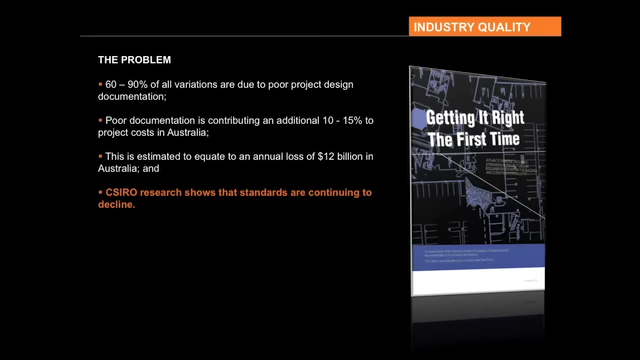 INDUSTRY QUALITY
THE PROBLEM
▪ 60 – 90% of all variations are due to poor project design
documentation;
▪ Poor documentation is contributing an additional 10 - 15% to
project costs in Australia;
▪ This is estimated to equate to an annual loss of $12 billion in
Australia; and
▪ CSIRO research shows that standards are continuing to
decline.
Getting It Right
The First Time